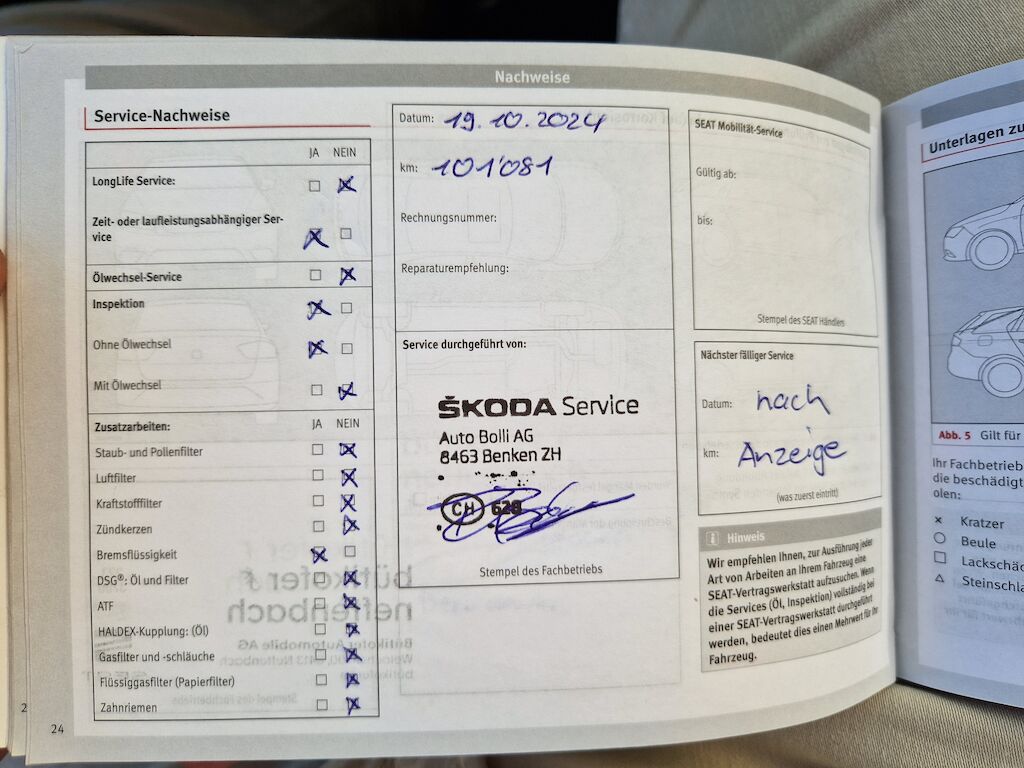 Nachweise
Service-Nachweise
JA NEIN
LongLife Service:
Zeit- oder laufleistungsabhängiger Ser-
vice
Ölwechsel-Service
Inspektion
Ohne Ölwechsel
Mit Ölwechsel
Zusatzarbeiten: JA NEIN
Staub- und Pollenfilter
Luftfilter
Kraftstofffilter
Zündkerzen
Bremsflüssigkeit
DSG®: Öl und Filter
ATF
HALDEX-Kupplung: (Öl)
Gasfilter und -schläuche
Flüssiggasfilter (Papierfilter)
Zahnriemen
24
Datum: 19.10.2024
km: 101'081
Rechnungsnummer:
Reparaturempfehlung:
Service durchgeführt von:
ŠKODA Service
Auto Bolli AG
8463 Benken ZH
CH 628
Stempel des Fachbetriebs
SEAT Mobilität-Service
Gültig ab:
bis:
Stempel des SEAT Händlers
Nächster fälliger Service
Datum: nach
km: Anzeige
(was zuerst eintritt)
Hinweis
Wir empfehlen Ihnen, zur Ausführung jeder
Art von Arbeiten an Ihrem Fahrzeug eine
SEAT-Vertragswerkstatt aufzusuchen. Wenn
die Services (Öl, Inspektion) vollständig bei
einer SEAT-Vertragswerkstatt durchgeführt
werden, bedeutet dies einen Mehrwert für Ihr
Fahrzeug.
Unterlagen zu
Abb. 5 Gilt für
Ihr Fachbetrieb
die beschädigt
olen:
× Kratzer
○ Beule
□ Lackschäd
△ Steinschla